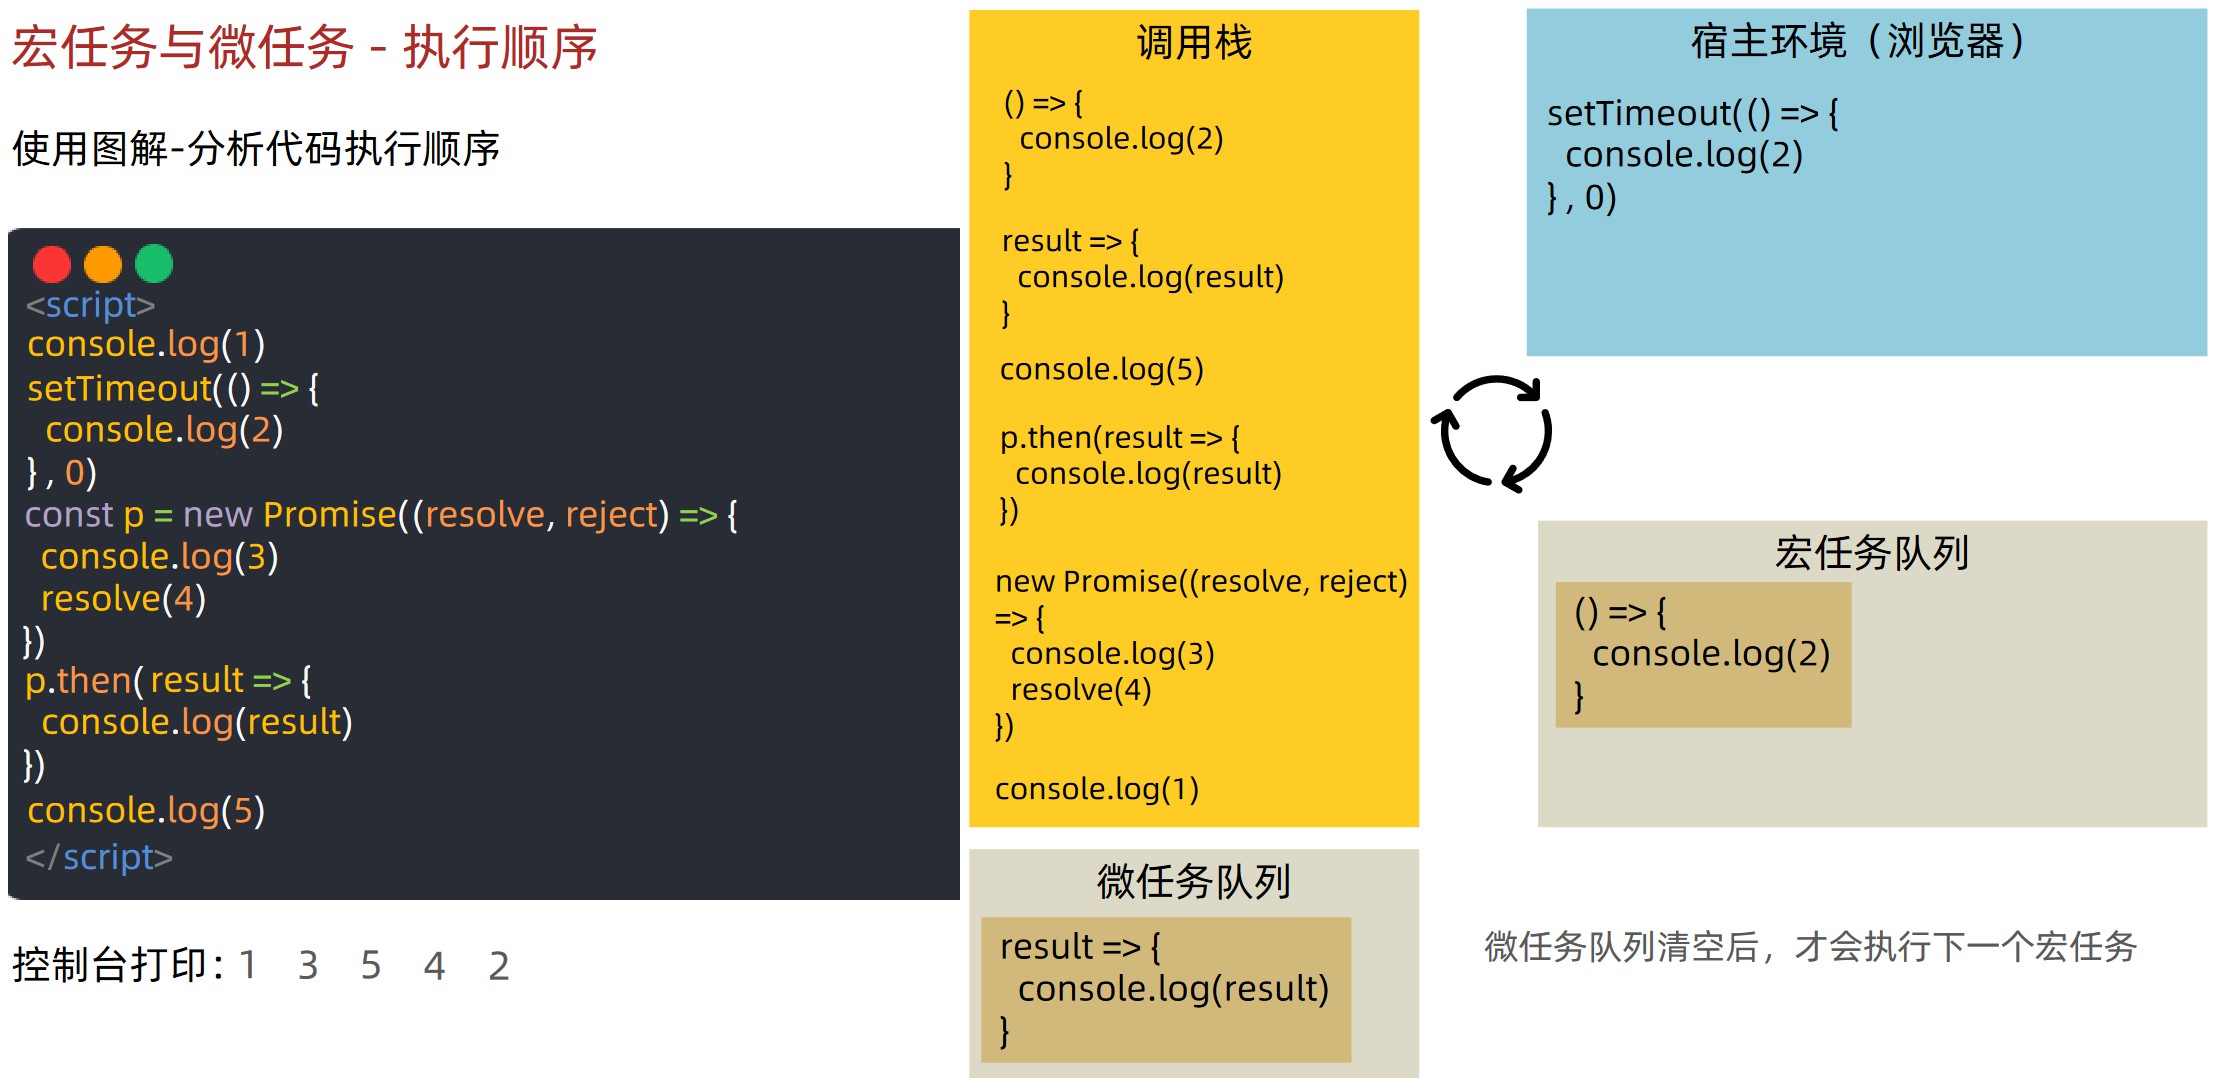 宏任务与微任务 - 执行顺序
使用图解-分析代码执行顺序
<script>
console.log(1)
setTimeout(() => {
  console.log(2)
} , 0)
const p = new Promise((resolve, reject) => {
  console.log(3)
  resolve(4)
})
p.then( result => {
  console.log(result)
})
console.log(5)
</script>
控制台打印: 1 3 5 4 2
调用栈
() => {
  console.log(2)
}
result => {
  console.log(result)
}
console.log(5)
p.then(result => {
  console.log(result)
})
new Promise((resolve, reject)
=> {
  console.log(3)
  resolve(4)
})
console.log(1)
微任务队列
result => {
  console.log(result)
}
宿主环境（浏览器）
setTimeout(() => {
  console.log(2)
} , 0)
宏任务队列
() => {
  console.log(2)
}
微任务队列清空后，才会执行下一个宏任务